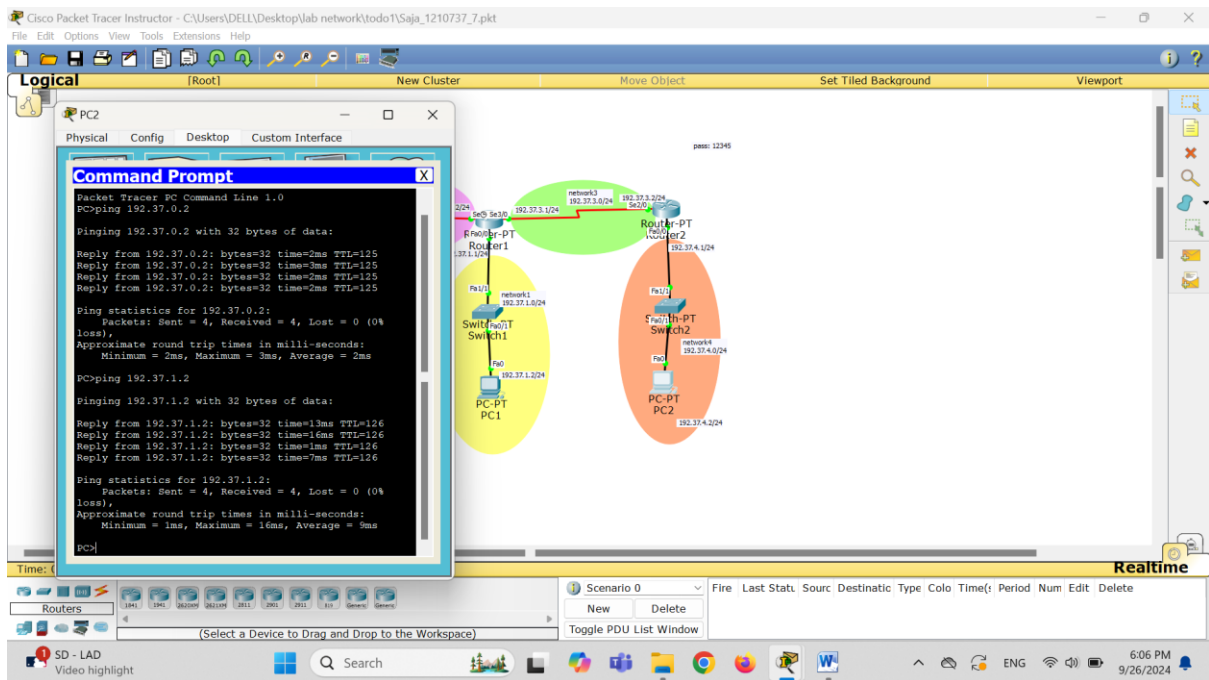 Cisco Packet Tracer Instructor - C:\Users\DELL\Desktop\lab network\todo1\Saja_1210737_7.pkt
File Edit Options View Tools Extensions Help
Logical
[Root]
New Cluster
Move Object
Set Tiled Background
Viewport
PC2
Physical Config Desktop Custom Interface
Command Prompt
X
Packet Tracer PC Command Line 1.0
PC>ping 192.37.0.2
Pinging 192.37.0.2 with 32 bytes of data:
Reply from 192.37.0.2: bytes=32 time=2ms TTL=125
Reply from 192.37.0.2: bytes=32 time=3ms TTL=125
Reply from 192.37.0.2: bytes=32 time=2ms TTL=125
Reply from 192.37.0.2: bytes=32 time=2ms TTL=125
Ping statistics for 192.37.0.2:
Packets: Sent = 4, Received = 4, Lost = 0 (0%
loss),
Approximate round trip times in milli-seconds:
Minimum = 2ms, Maximum = 3ms, Average = 2ms
PC>ping 192.37.1.2
Pinging 192.37.1.2 with 32 bytes of data:
Reply from 192.37.1.2: bytes=32 time=13ms TTL=126
Reply from 192.37.1.2: bytes=32 time=16ms TTL=126
Reply from 192.37.1.2: bytes=32 time=1ms TTL=126
Reply from 192.37.1.2: bytes=32 time=7ms TTL=126
Ping statistics for 192.37.1.2:
Packets: Sent = 4, Received = 4, Lost = 0 (0%
loss),
Approximate round trip times in milli-seconds:
Minimum = 1ms, Maximum = 16ms, Average = 9ms
PC>
pass: 12345
network3
192.37.3.0/24
192.37.3.1/24
192.37.3.2/24
Se3/0
Se2/0
Router1
Router-PT
Router2
192.37.4.1/24
Fa1/1
network1
192.37.1.0/24
Fa0/1
Switch1
Fa0
192.37.1.2/24
PC-PT
PC1
Fa1/1
Fa0/1
Switch2
network4
192.37.4.0/24
Fa0
PC-PT
PC2
192.37.4.2/24
Time:
Realtime
Routers
1841 1941 2620XM 2621XM 2811 2901 2911 819 Generic Generic
(Select a Device to Drag and Drop to the Workspace)
Scenario 0
New
Delete
Toggle PDU List Window
Fire Last Statu Sourc Destinatic Type Colo Time(s Period Num Edit Delete
1
SD - LAD
Video highlight
Search
ENG
6:06 PM
9/26/2024